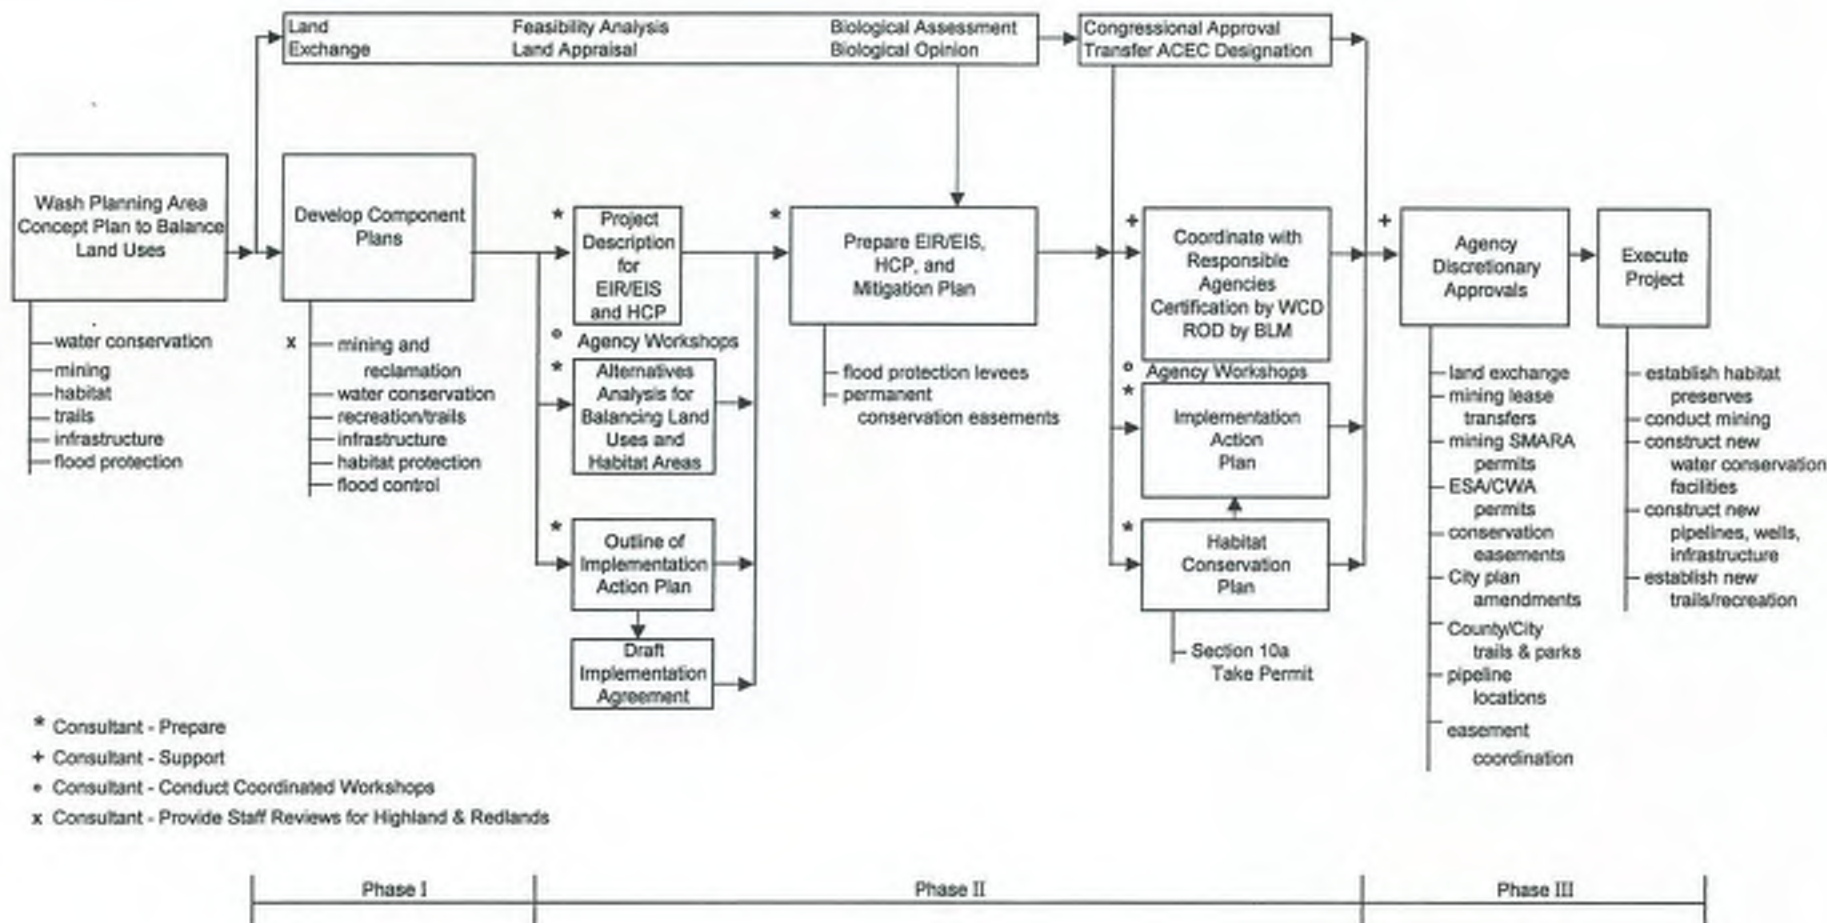 Land
Exchange
Feasibility Analysis
Land Appraisal
Biological Assessment
Biological Opinion
Congressional Approval
Transfer ACEC Designation
Wash Planning Area
Concept Plan to Balance
Land Uses
water conservation
mining
habitat
trails
infrastructure
flood protection
Develop Component
Plans
x
mining and
reclamation
water conservation
recreation/trails
infrastructure
habitat protection
flood control
*
Project
Description
for
EIR/EIS
and HCP
° Agency Workshops
*
Alternatives
Analysis for
Balancing Land
Uses and
Habitat Areas
*
Outline of
Implementation
Action Plan
Draft
Implementation
Agreement
*
Prepare EIR/EIS,
HCP, and
Mitigation Plan
flood protection levees
permanent
conservation easements
+
Coordinate with
Responsible
Agencies
Certification by WCD
ROD by BLM
° Agency Workshops
*
Implementation
Action
Plan
*
Habitat
Conservation
Plan
Section 10a
Take Permit
+
Agency
Discretionary
Approvals
land exchange
mining lease
transfers
mining SMARA
permits
ESA/CWA
permits
conservation
easements
City plan
amendments
County/City
trails & parks
pipeline
locations
easement
coordination
Execute
Project
establish habitat
preserves
conduct mining
construct new
water conservation
facilities
construct new
pipelines, wells,
infrastructure
establish new
trails/recreation
* Consultant - Prepare
+ Consultant - Support
° Consultant - Conduct Coordinated Workshops
x Consultant - Provide Staff Reviews for Highland & Redlands
Phase I
Phase II
Phase III